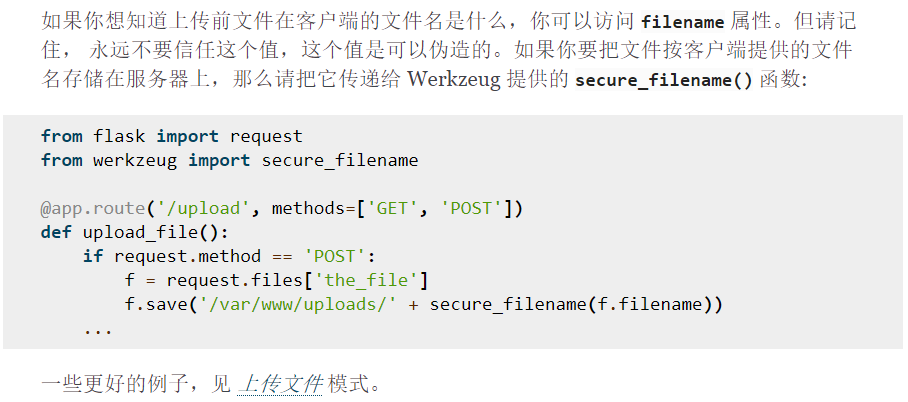 如果你想知道上传前文件在客户端的文件名是什么，你可以访问 filename 属性。但请记
住， 永远不要信任这个值，这个值是可以伪造的。如果你要把文件按客户端提供的文件
名存储在服务器上，那么请把它传递给 Werkzeug 提供的 secure_filename() 函数:
from flask import request
from werkzeug import secure_filename
@app.route('/upload', methods=['GET', 'POST'])
def upload_file():
    if request.method == 'POST':
        f = request.files['the_file']
        f.save('/var/www/uploads/' + secure_filename(f.filename))
    ...
一些更好的例子，见 上传文件 模式。